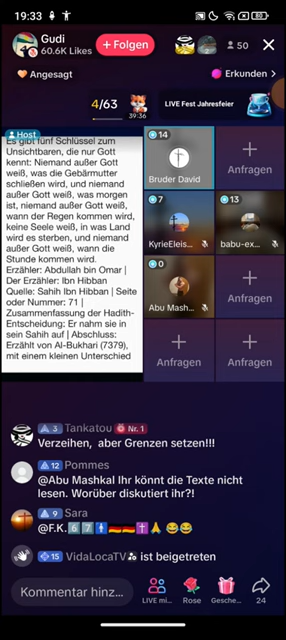 19:33
80
Gudi
60.6K Likes
+ Folgen
50
Angesagt
Erkunden >
4/63
39:36
LIVE Fest Jahresfeier
Host
Es gibt fünf Schlüssel zum
Unsichtbaren, die nur Gott
kennt: Niemand außer Gott
weiß, was die Gebärmutter
schließen wird, und niemand
außer Gott weiß, was morgen
ist, niemand außer Gott weiß,
wann der Regen kommen wird,
keine Seele weiß, in was Land
wird es sterben, und niemand
außer Gott weiß, wann die
Stunde kommen wird.
Erzähler: Abdullah bin Omar |
Der Erzähler: Ibn Hibban
Quelle: Sahih Ibn Hibban | Seite
oder Nummer: 71 |
Zusammenfassung der Hadith-
Entscheidung: Er nahm sie in
sein Sahih auf | Abschluss:
Erzählt von Al-Bukhari (7379),
mit einem kleinen Unterschied
14
Bruder David
Anfragen
7
KyrieEleis...
13
babu-ex...
0
Abu Mash...
Anfragen
Anfragen
Anfragen
3 Tankatou Nr. 1
Verzeihen, aber Grenzen setzen!!!
12 Pommes
@Abu Mashkal Ihr könnt die Texte nicht
lesen. Worüber diskutiert ihr?!
9 Sara
@F.K. 6️⃣7️⃣🚹🇩🇪🇩🇪✝️🙏😂😂
15 VidaLocaTV ist beigetreten
Kommentar hinz...
LIVE mi...
Rose
Gesche...
24